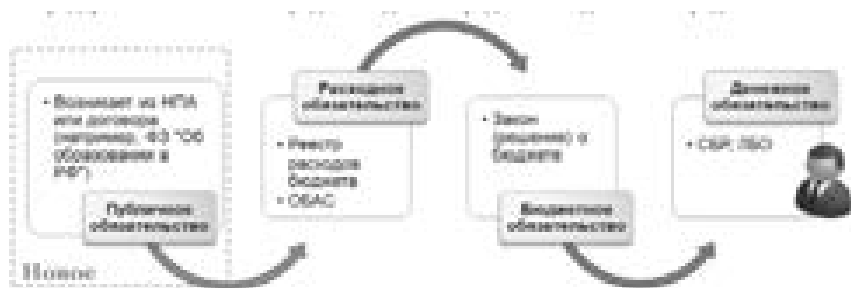 • Возникает из НПА
или договора
(например, ФЗ "Об
образовании в
РФ")
Публичное
обязательство
Новое
Расходное
обязательство
• Реестр
расходов
бюджета
• ОБАС
• Закон
(решение) о
бюджете
Бюджетное
обязательство
Денежное
обязательство
• СБР, ЛБО